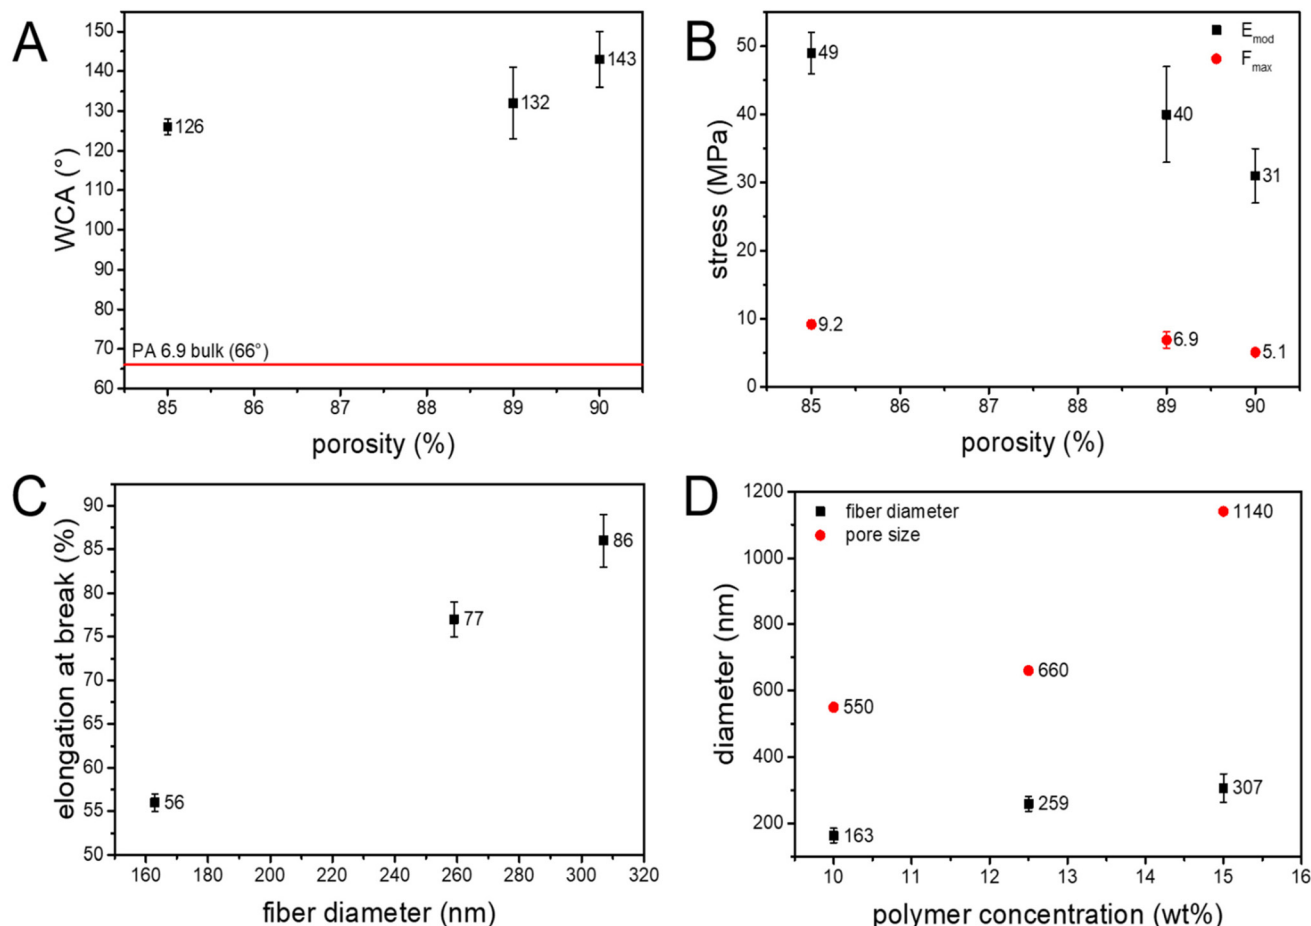 A
150
140
130
120
110
100
90
80
70
60
WCA (°)
126
132
143
PA 6.9 bulk (66°)
85 86 87 88 89 90
porosity (%)
B
50
40
30
20
10
0
stress (MPa)
E_mod
F_max
49
40
31
9.2
6.9
5.1
85 86 87 88 89 90
porosity (%)
C
90
85
80
75
70
65
60
55
50
elongation at break (%)
86
77
56
160 180 200 220 240 260 280 300 320
fiber diameter (nm)
D
1200
1000
800
600
400
200
diameter (nm)
fiber diameter
pore size
1140
660
550
307
259
163
10 11 12 13 14 15 16
polymer concentration (wt%)